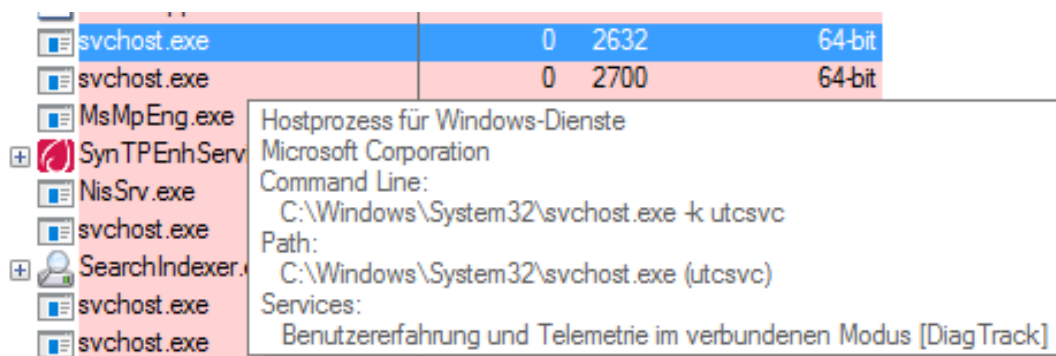 svchost.exe 0 2632 64-bit
svchost.exe 0 2700 64-bit
MsMpEng.exe
SynTPEnhServ
NisSrv.exe
svchost.exe
SearchIndexer.
svchost.exe
svchost.exe
Hostprozess für Windows-Dienste
Microsoft Corporation
Command Line:
C:\Windows\System32\svchost.exe -k utcsvc
Path:
C:\Windows\System32\svchost.exe (utcsvc)
Services:
Benutzererfahrung und Telemetrie im verbundenen Modus [DiagTrack]